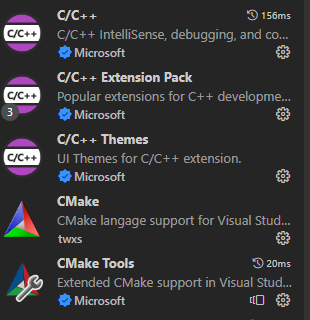 C/C++ 156ms
C/C++ IntelliSense, debugging, and co...
Microsoft
C/C++ Extension Pack
Popular extensions for C++ developme...
Microsoft
3
C/C++ Themes
UI Themes for C/C++ extension.
Microsoft
CMake
CMake langage support for Visual Stud...
twxs
CMake Tools 20ms
Extended CMake support in Visual Stud...
Microsoft
C/C++
C/C++
C/C++